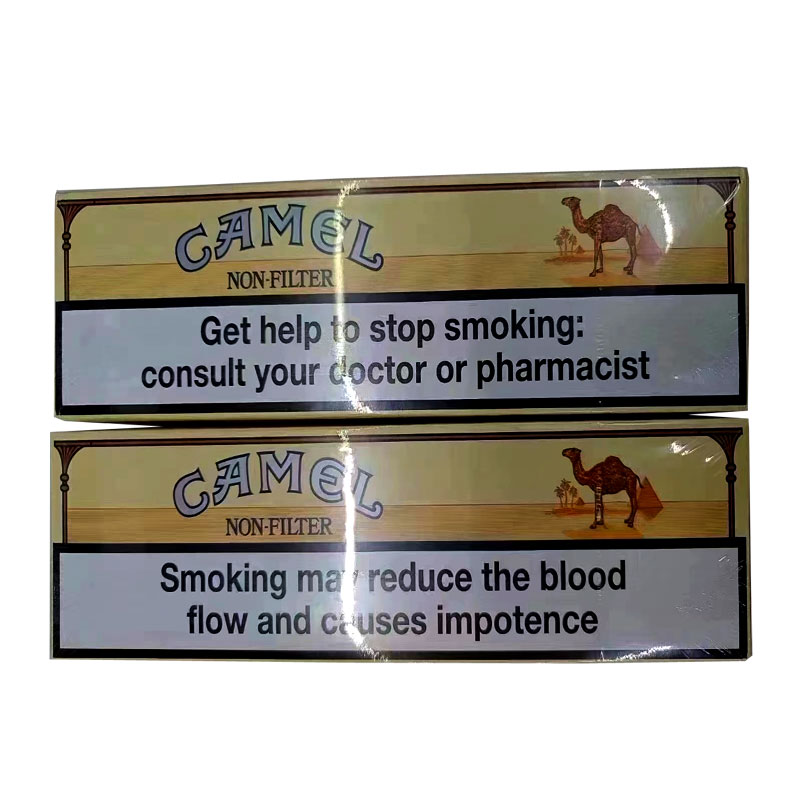 CAMEL
NON-FILTER
Get help to stop smoking:
consult your doctor or pharmacist
CAMEL
NON-FILTER
Smoking may reduce the blood
flow and causes impotence